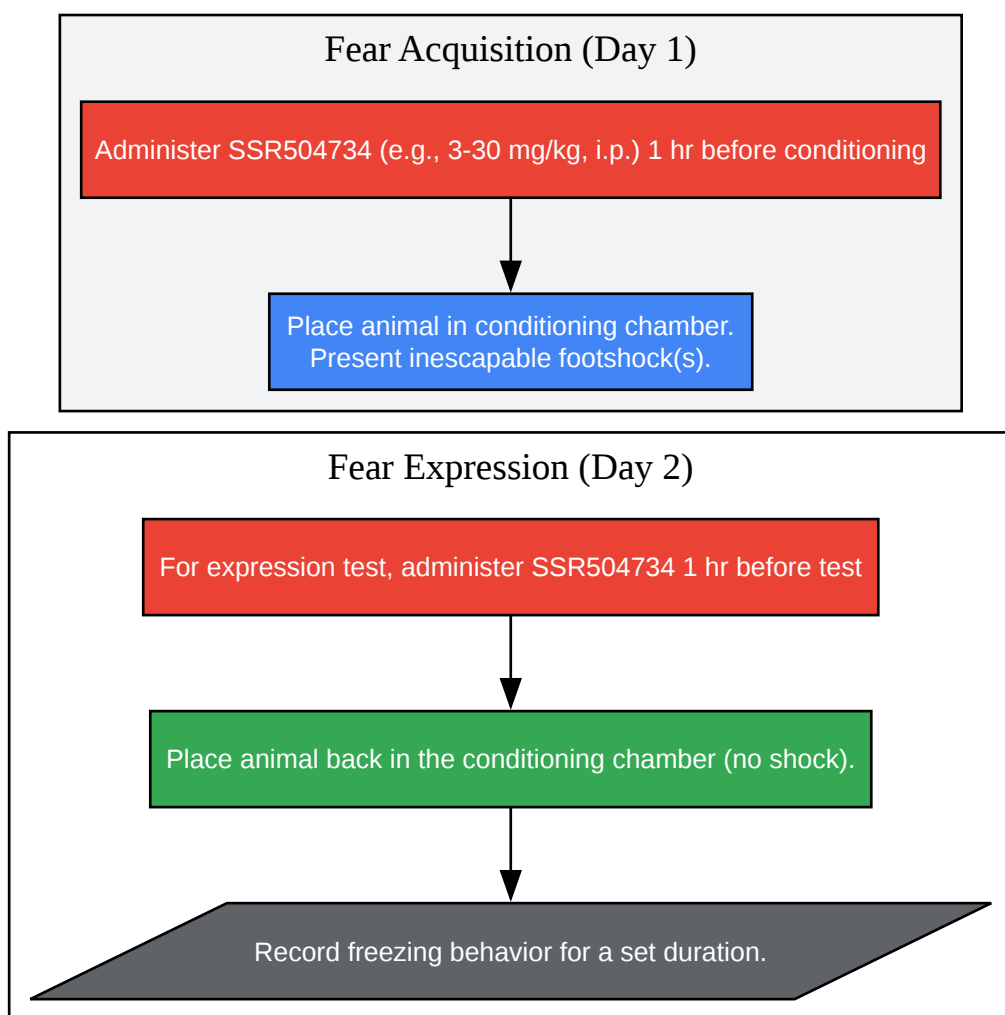 Fear Acquisition (Day 1)
Administer SSR504734 (e.g., 3-30 mg/kg, i.p.) 1 hr before conditioning
Place animal in conditioning chamber.
Present inescapable footshock(s).
Fear Expression (Day 2)
For expression test, administer SSR504734 1 hr before test
Place animal back in the conditioning chamber (no shock).
Record freezing behavior for a set duration.